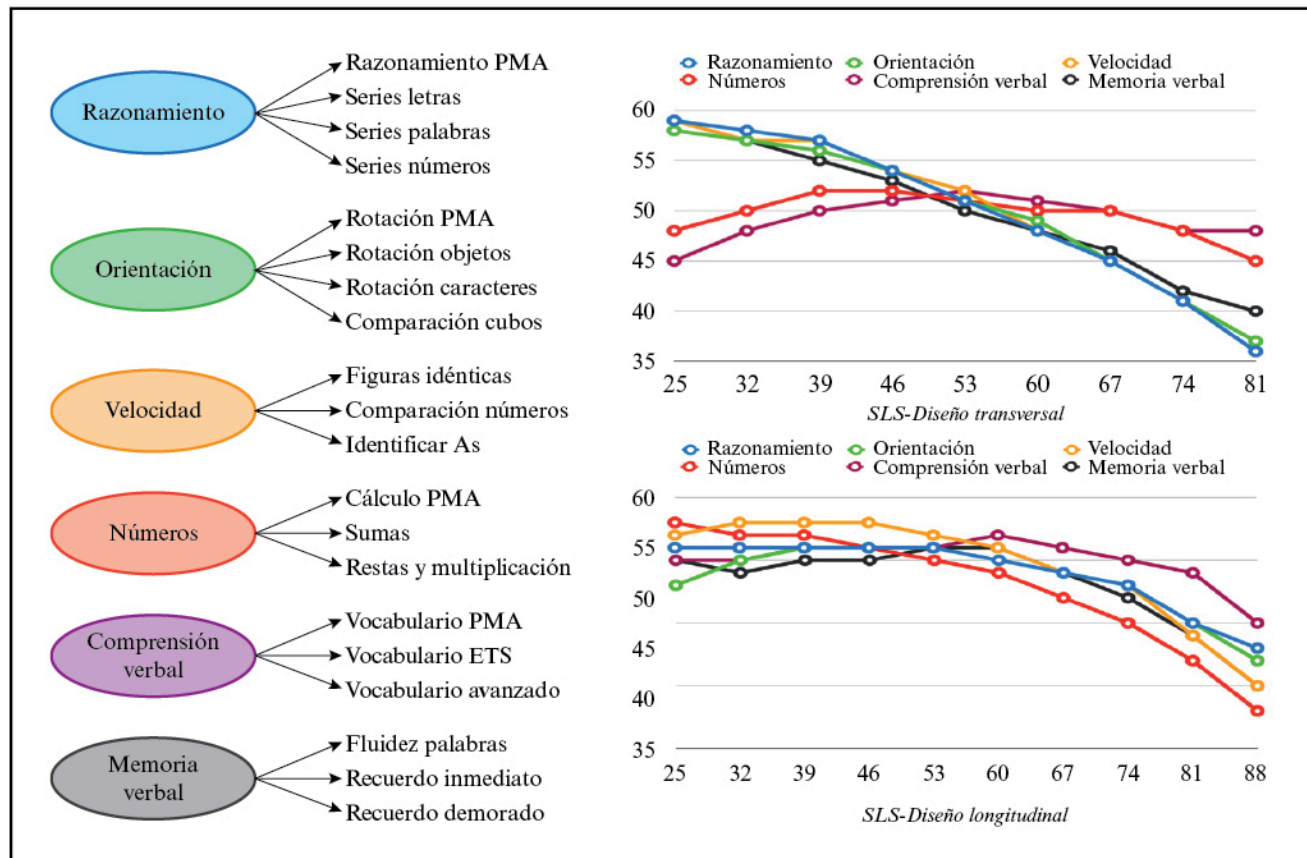 Razonamiento
Razonamiento PMA
Series letras
Series palabras
Series números
Orientación
Rotación PMA
Rotación objetos
Rotación caracteres
Comparación cubos
Velocidad
Figuras idénticas
Comparación números
Identificar As
Números
Cálculo PMA
Sumas
Restas y multiplicación
Comprensión
verbal
Vocabulario PMA
Vocabulario ETS
Vocabulario avanzado
Memoria
verbal
Fluidez palabras
Recuerdo inmediato
Recuerdo demorado
Razonamiento Orientación Velocidad
Números Comprensión verbal Memoria verbal
60
55
50
45
40
35
25 32 39 46 53 60 67 74 81
SLS-Diseño transversal
Razonamiento Orientación Velocidad
Números Comprensión verbal Memoria verbal
60
55
50
45
40
35
25 32 39 46 53 60 67 74 81 88
SLS-Diseño longitudinal